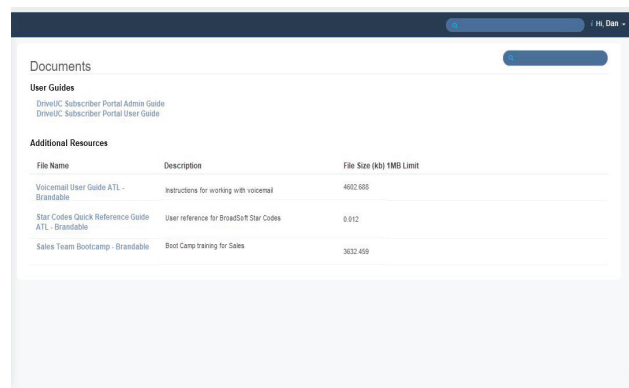 Hi, Dan
Documents
User Guides
DriveUC Subscriber Portal Admin Guide
DriveUC Subscriber Portal User Guide
Additional Resources
File Name Description File Size (kb) 1MB Limit
Voicemail User Guide ATL - Instructions for working with voicemail 4602.688
Brandable
Star Codes Quick Reference Guide User reference for BroadSoft Star Codes 0.012
ATL - Brandable
Sales Team Bootcamp - Brandable Boot Camp training for Sales 3632.459